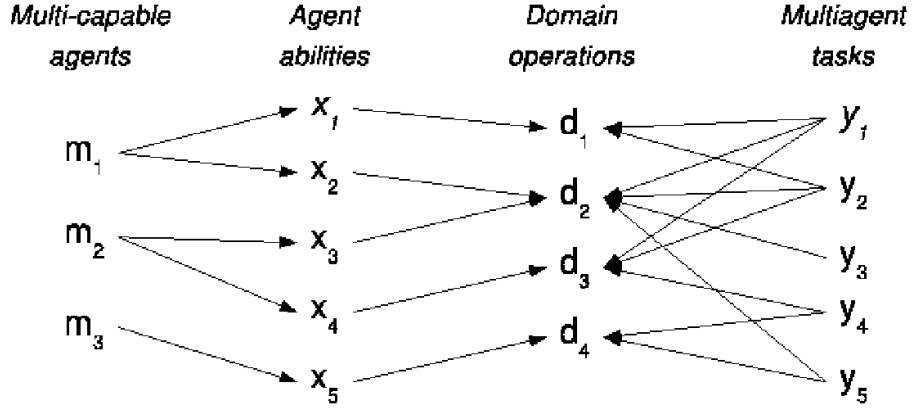 Multi-capable Agent Domain Multiagent
agents abilities operations tasks
x1 y1
m1 d1
x2 y2
d2
m2 x3 y3
d3
x4 y4
m3 d4
x5 y5